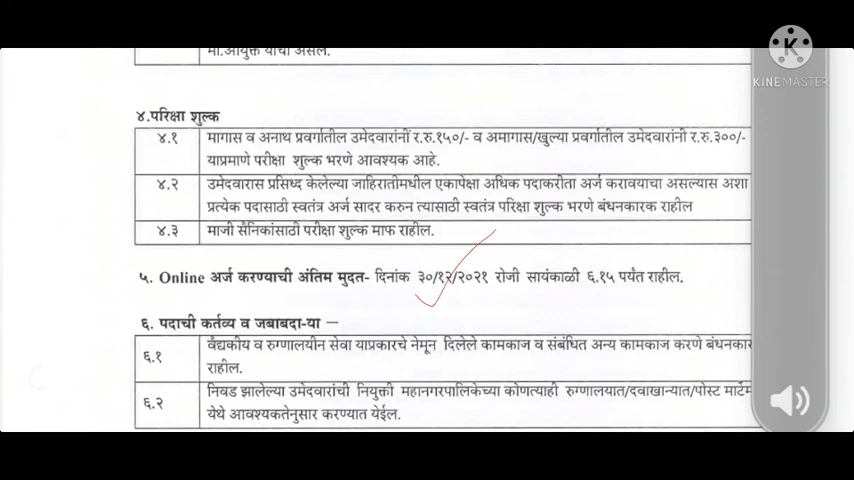 मा.आयुक्त यांचा असेल.
KINEMASTER
४.परिक्षा शुल्क
४.१ मागास व अनाथ प्रवर्गातील उमेदवारांनी र.रु.१५०/- व अमागास/खुल्या प्रवर्गातील उमेदवारांनी र.रु.३००/-
याप्रमाणे परीक्षा शुल्क भरणे आवश्यक आहे.
४.२ उमेदवारास प्रसिध्द केलेल्या जाहिरातीमधील एकापेक्षा अधिक पदाकरीता अर्ज करावयाचा असल्यास अशा
प्रत्येक पदासाठी स्वतंत्र अर्ज सादर करुन त्यासाठी स्वतंत्र परिक्षा शुल्क भरणे बंधनकारक राहील
४.३ माजी सैनिकांसाठी परीक्षा शुल्क माफ राहील.
५. Online अर्ज करण्याची अंतिम मुदत- दिनांक ३०/१२/२०२१ रोजी सायंकाळी ६.१५ पर्यंत राहील.
६. पदाची कर्तव्य व जबाबदा-या –
६.१ वैद्यकीय व रुग्णालयीन सेवा याप्रकारचे नेमून दिलेले कामकाज व संबंधित अन्य कामकाज करणे बंधनकार
राहील.
६.२ निवड झालेल्या उमेदवारांची नियुक्ती महानगरपालिकेच्या कोणत्याही रुग्णालयात/दवाखान्यात/पोस्ट मार्टम
येथे आवश्यकतेनुसार करण्यात येईल.